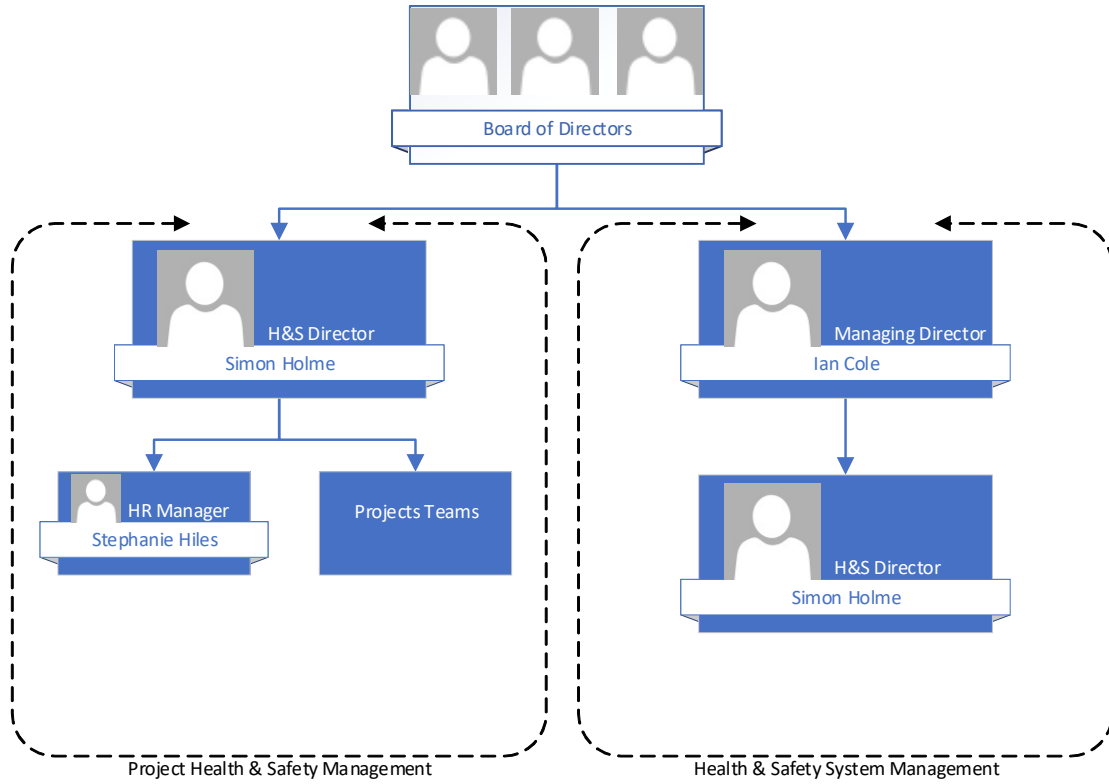 Board of Directors
H&S Director
Simon Holme
Managing Director
Ian Cole
HR Manager
Stephanie Hiles
Projects Teams
H&S Director
Simon Holme
Project Health & Safety Management
Health & Safety System Management